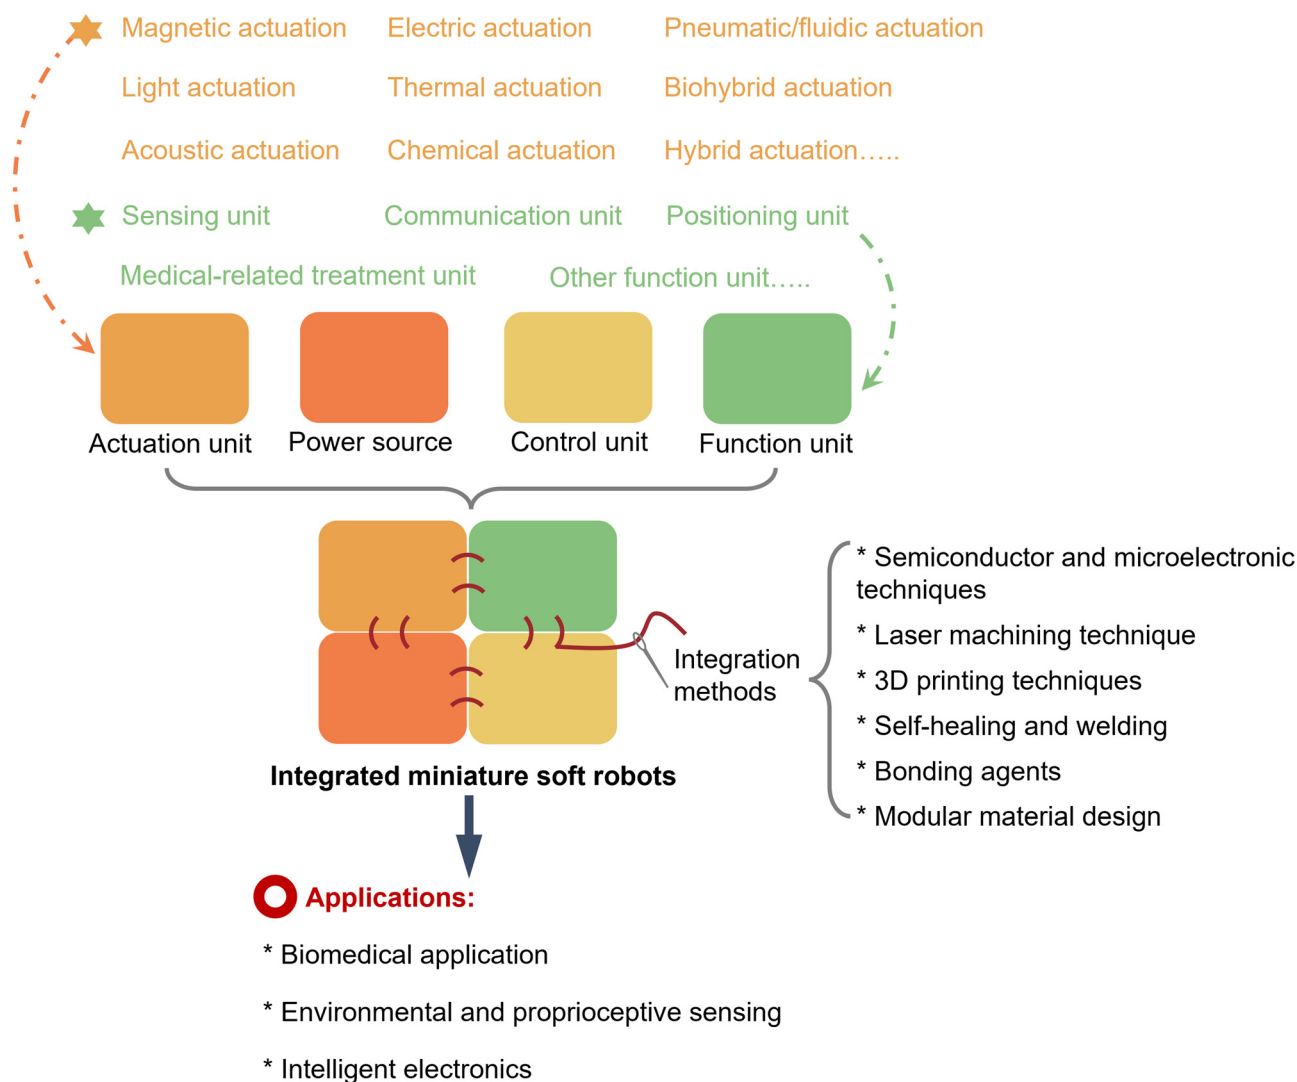 Magnetic actuation Electric actuation Pneumatic/fluidic actuation
Light actuation Thermal actuation Biohybrid actuation
Acoustic actuation Chemical actuation Hybrid actuation.....
Sensing unit Communication unit Positioning unit
Medical-related treatment unit Other function unit.....
Actuation unit Power source Control unit Function unit
Integration
methods
* Semiconductor and microelectronic
techniques
* Laser machining technique
* 3D printing techniques
* Self-healing and welding
* Bonding agents
* Modular material design
Integrated miniature soft robots
Applications:
* Biomedical application
* Environmental and proprioceptive sensing
* Intelligent electronics